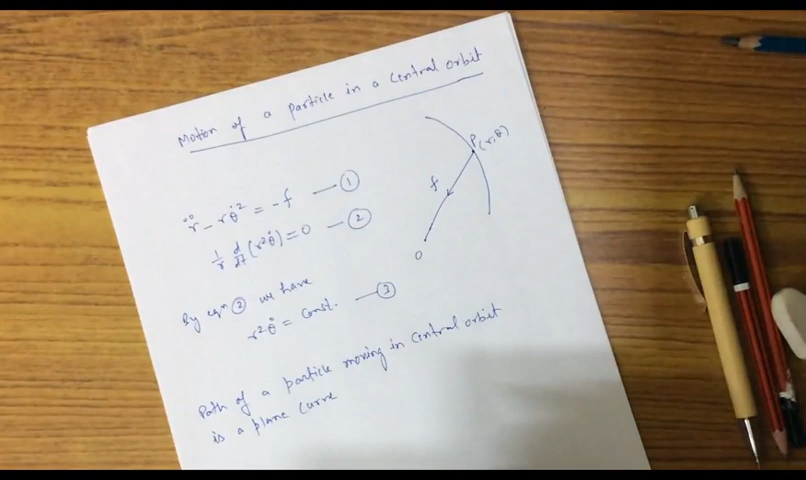 Motion of a particle in a central orbit
P(r,θ)
f
r̈ - rθ̇² = -f — ①
1/r d/dt (r²θ̇) = 0 — ②
O
By eqⁿ ② we have
r²θ̇ = const. — ③
Path of a particle moving in central orbit
is a plane curve